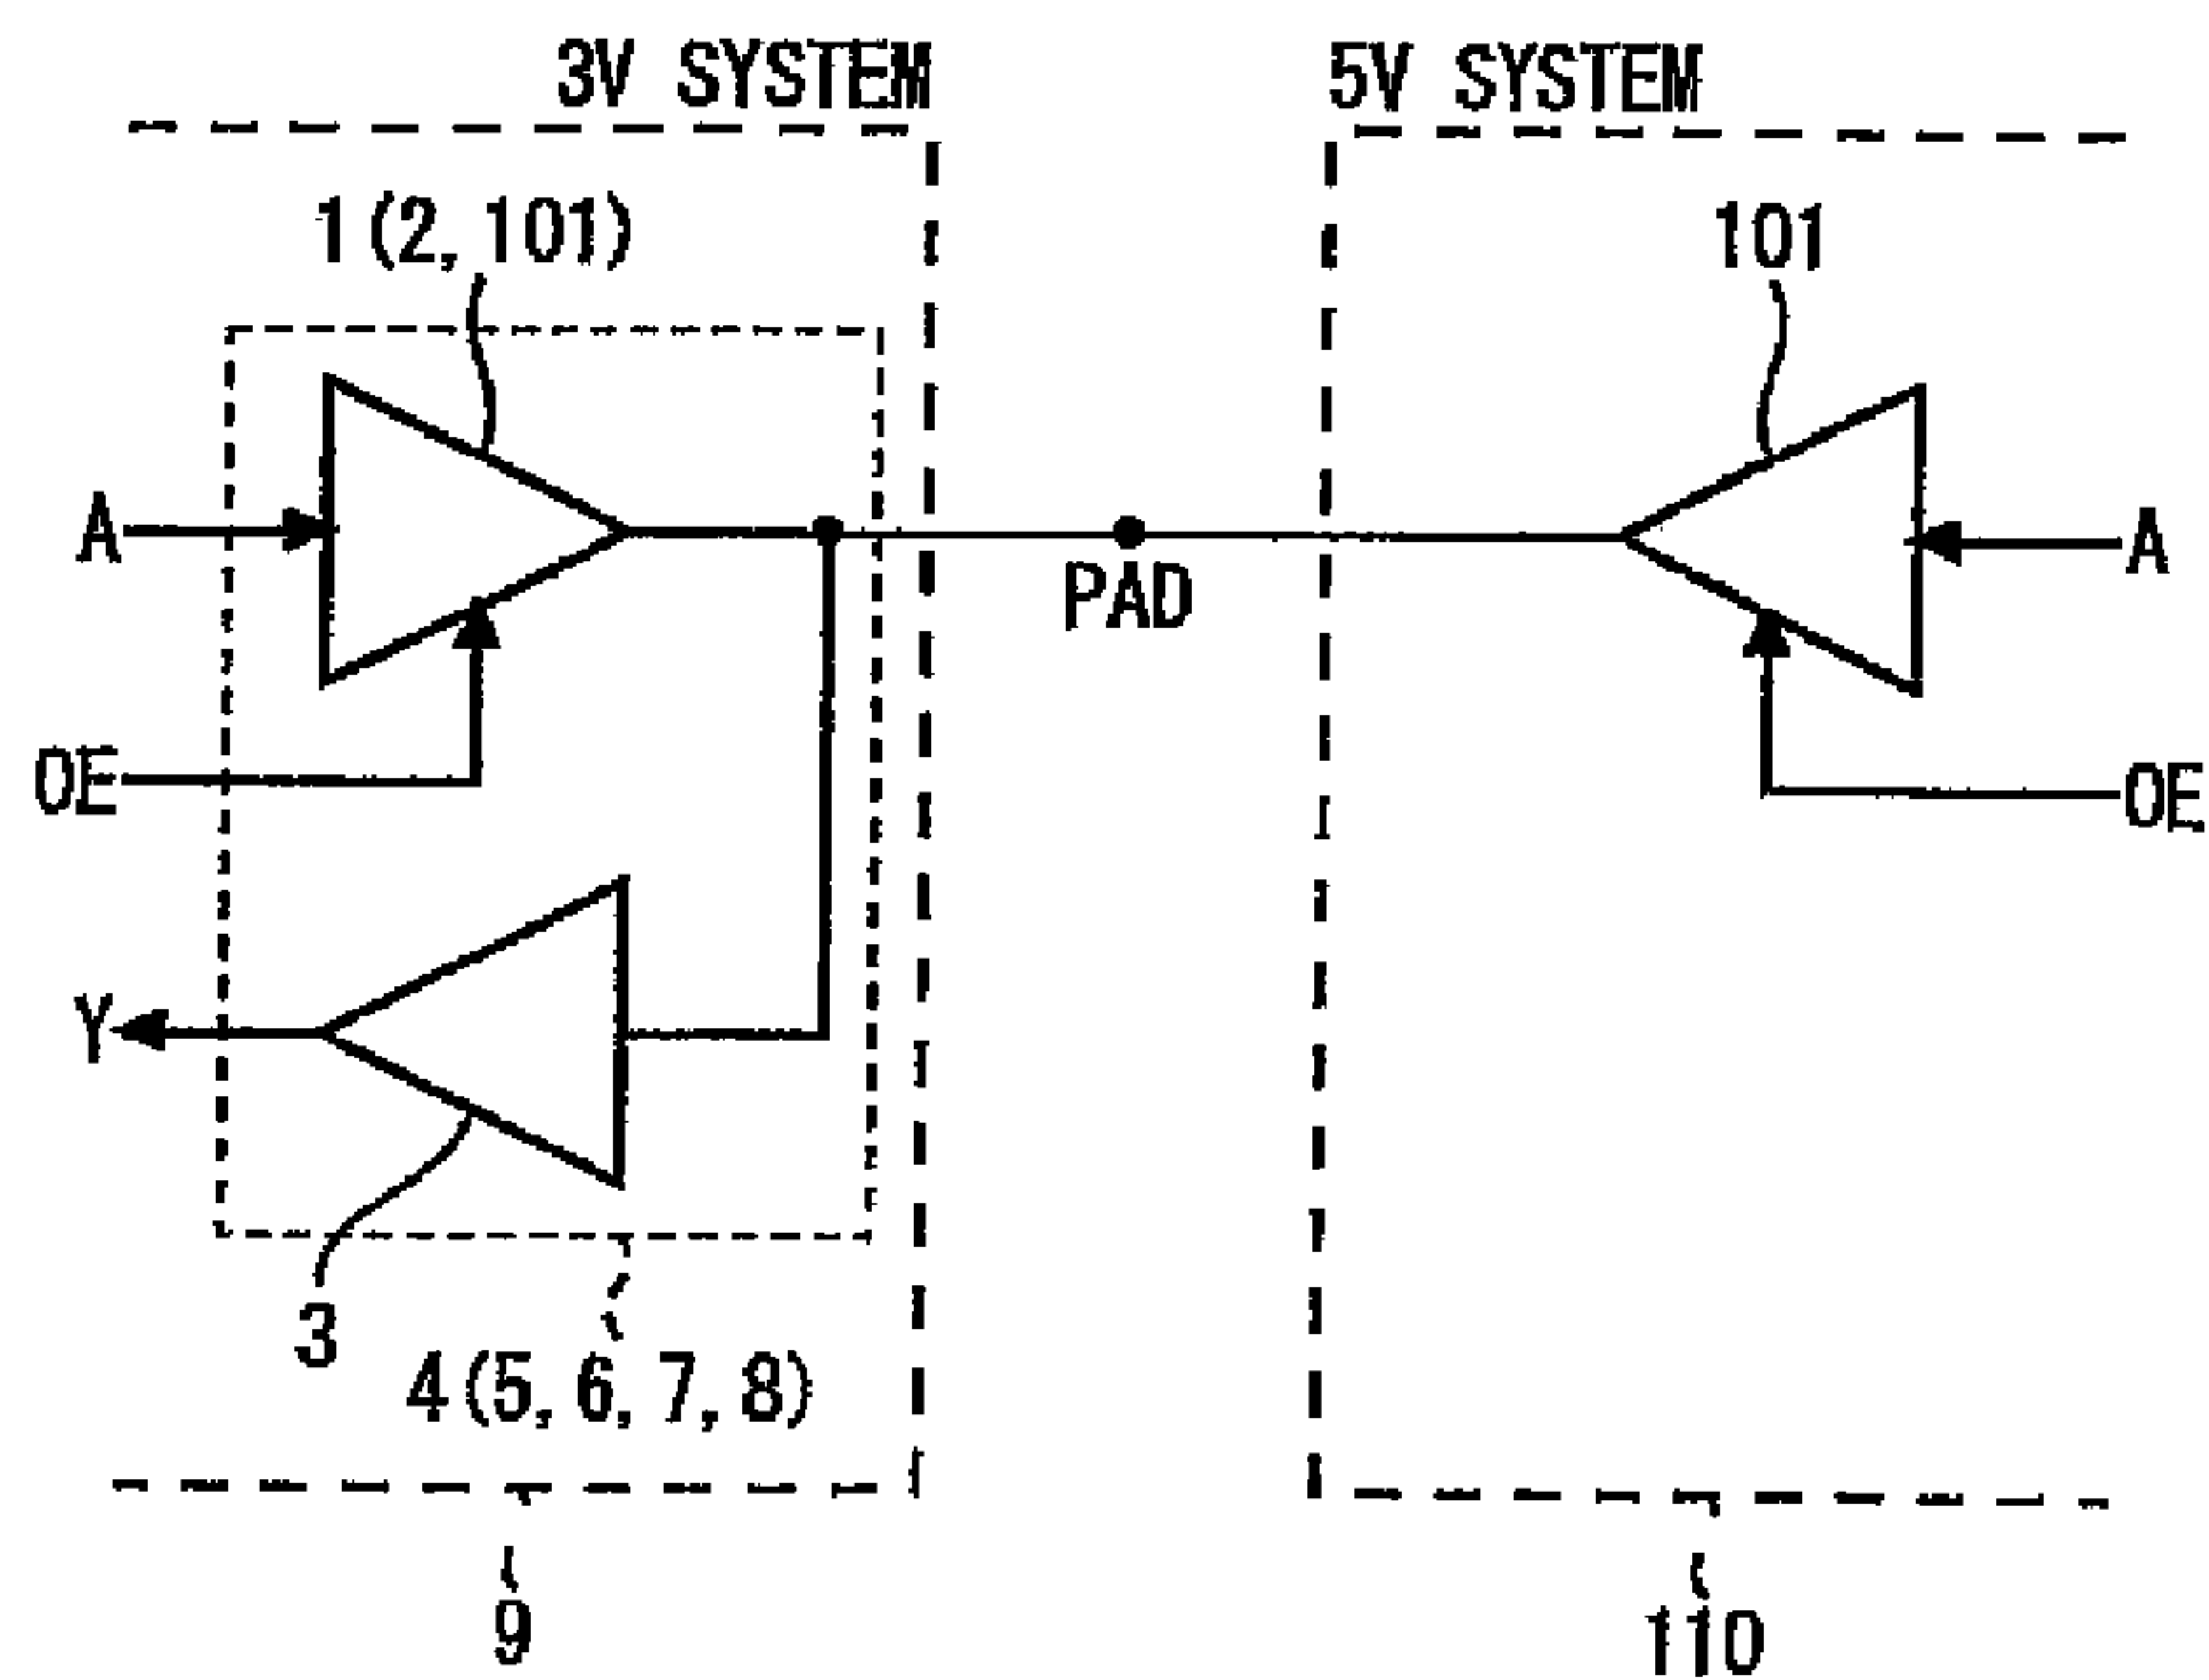 3V SYSTEM
5V SYSTEM
1(2,101)
101
A
PAD
A
OE
OE
Y
3
4(5,6,7,8)
9
110